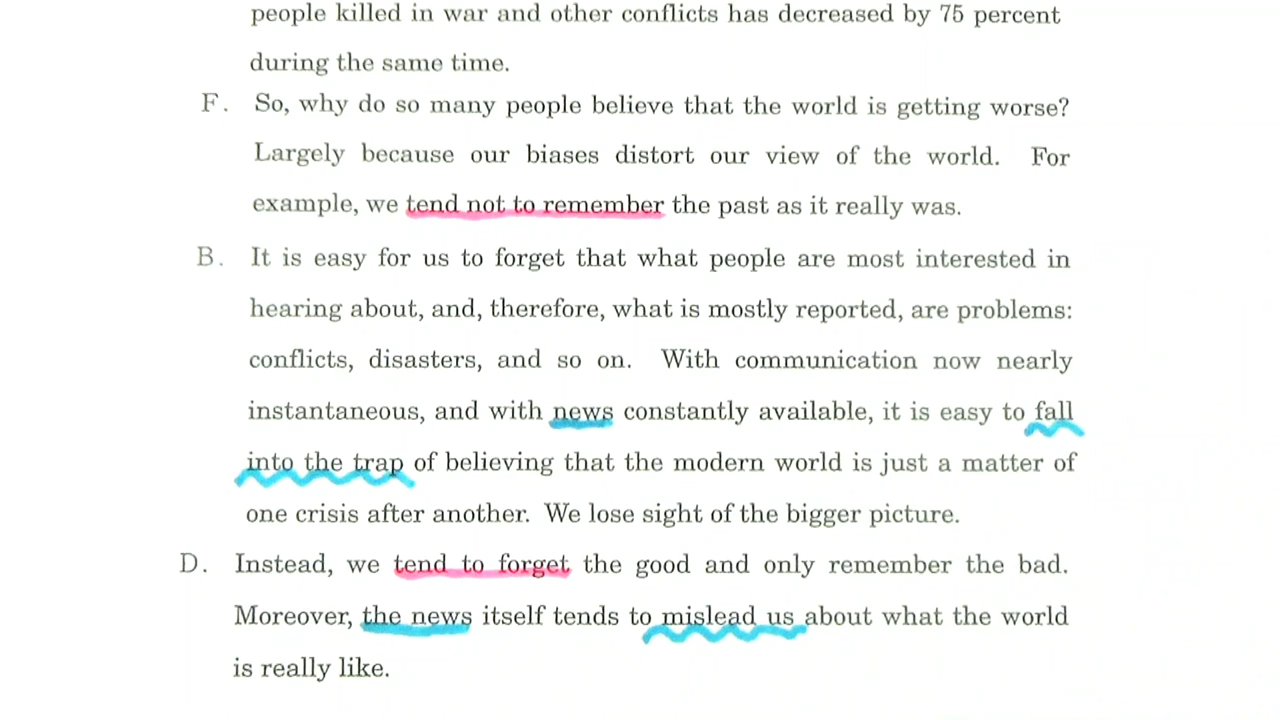 people killed in war and other conflicts has decreased by 75 percent
during the same time.
F. So, why do so many people believe that the world is getting worse?
Largely because our biases distort our view of the world. For
example, we tend not to remember the past as it really was.
B. It is easy for us to forget that what people are most interested in
hearing about, and, therefore, what is mostly reported, are problems:
conflicts, disasters, and so on. With communication now nearly
instantaneous, and with news constantly available, it is easy to fall
into the trap of believing that the modern world is just a matter of
one crisis after another. We lose sight of the bigger picture.
D. Instead, we tend to forget the good and only remember the bad.
Moreover, the news itself tends to mislead us about what the world
is really like.